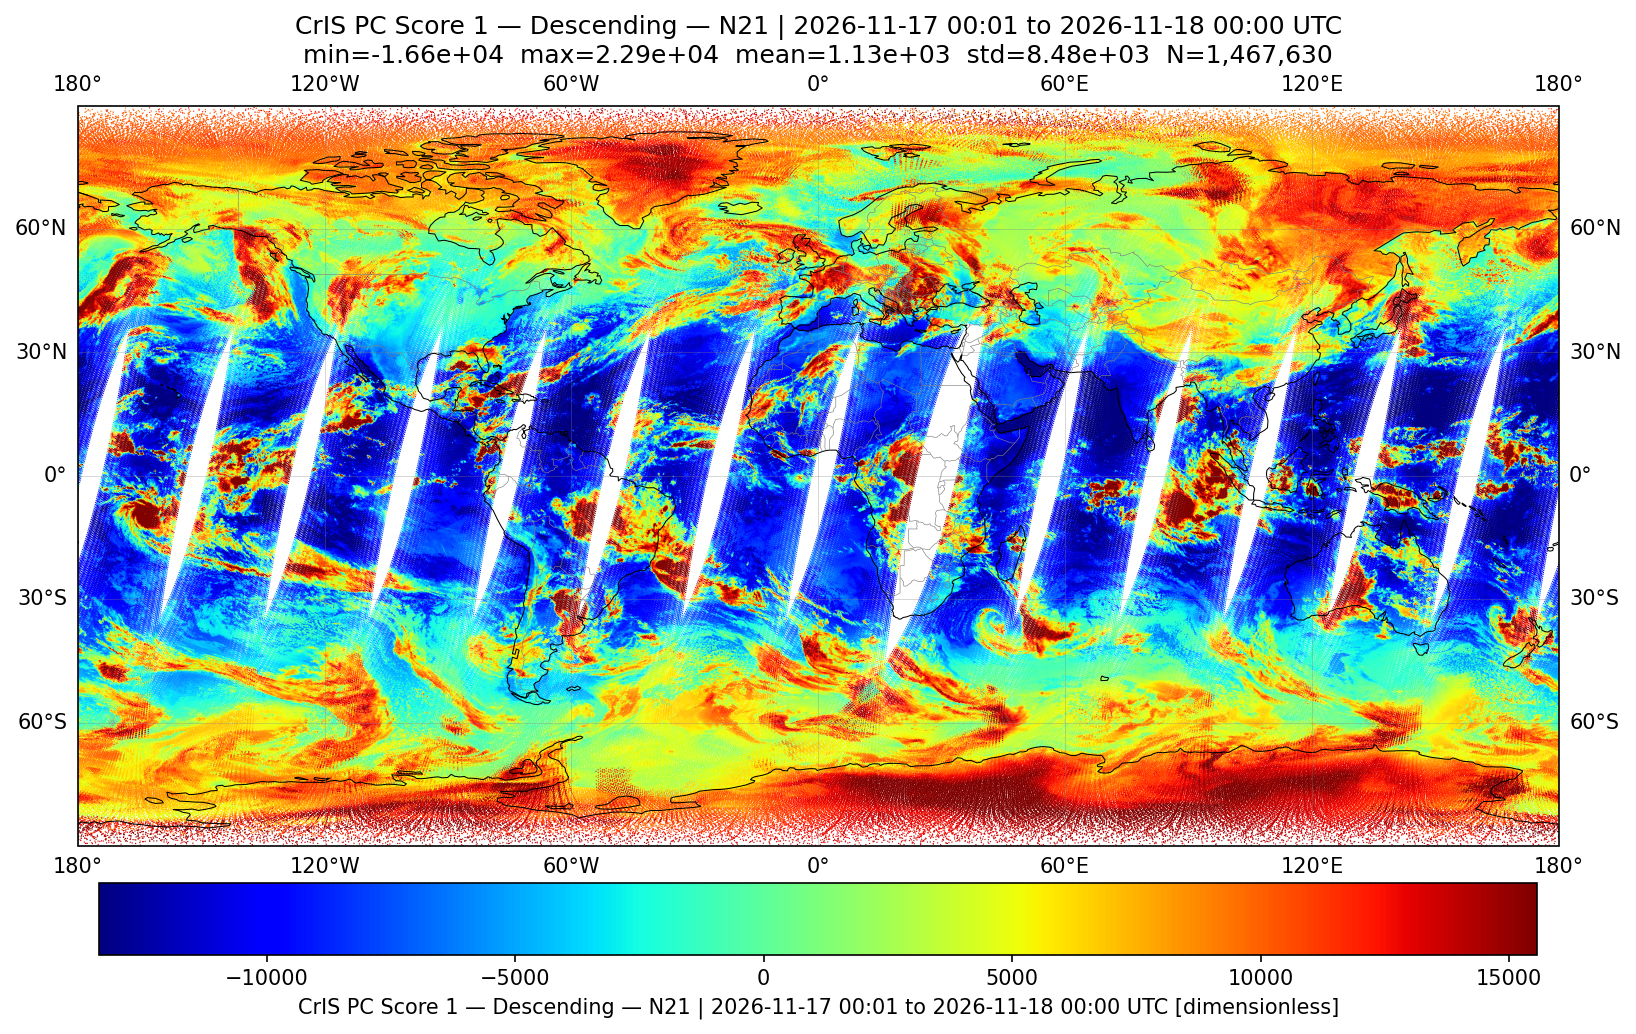 CrIS PC Score 1 — Descending — N21 | 2026-11-17 00:01 to 2026-11-18 00:00 UTC
min=-1.66e+04  max=2.29e+04  mean=1.13e+03  std=8.48e+03  N=1,467,630
180° 120°W 60°W 0° 60°E 120°E 180°
60°N 60°N
30°N 30°N
0° 0°
30°S 30°S
60°S 60°S
180° 120°W 60°W 0° 60°E 120°E 180°
−10000 −5000 0 5000 10000 15000
CrIS PC Score 1 — Descending — N21 | 2026-11-17 00:01 to 2026-11-18 00:00 UTC [dimensionless]